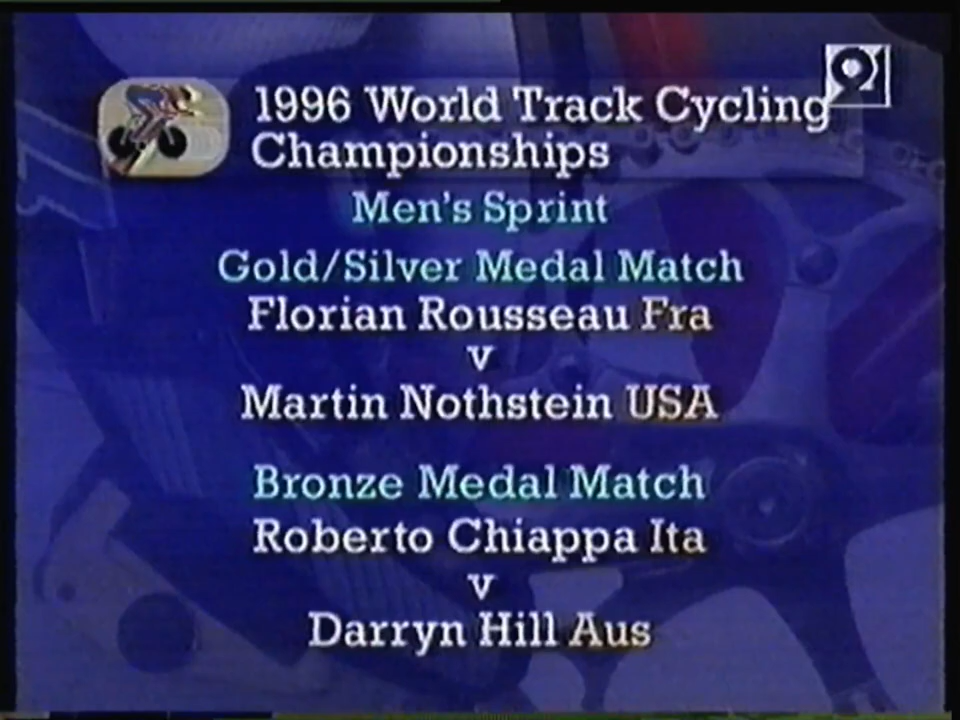 1996 World Track Cycling
Championships
Men's Sprint
Gold/Silver Medal Match
Florian Rousseau Fra
v
Martin Nothstein USA
Bronze Medal Match
Roberto Chiappa Ita
v
Darryn Hill Aus